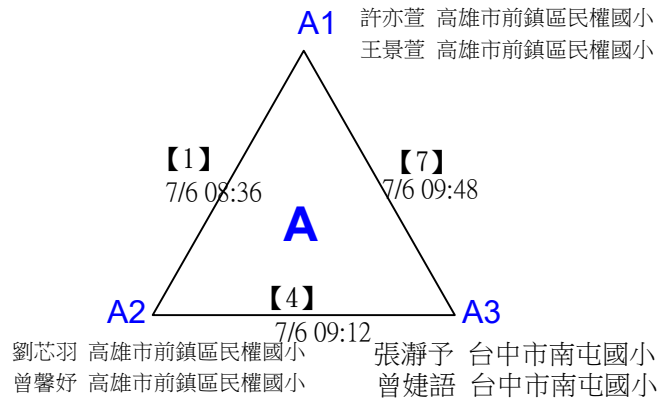 A1
許亦萱 高雄市前鎮區民權國小
王景萱 高雄市前鎮區民權國小
【1】
7/6 08:36
【7】
7/6 09:48
A
A2
【4】
7/6 09:12
A3
劉芯羽 高雄市前鎮區民權國小
曾馨妤 高雄市前鎮區民權國小
張瀞予 台中市南屯國小
曾婕語 台中市南屯國小